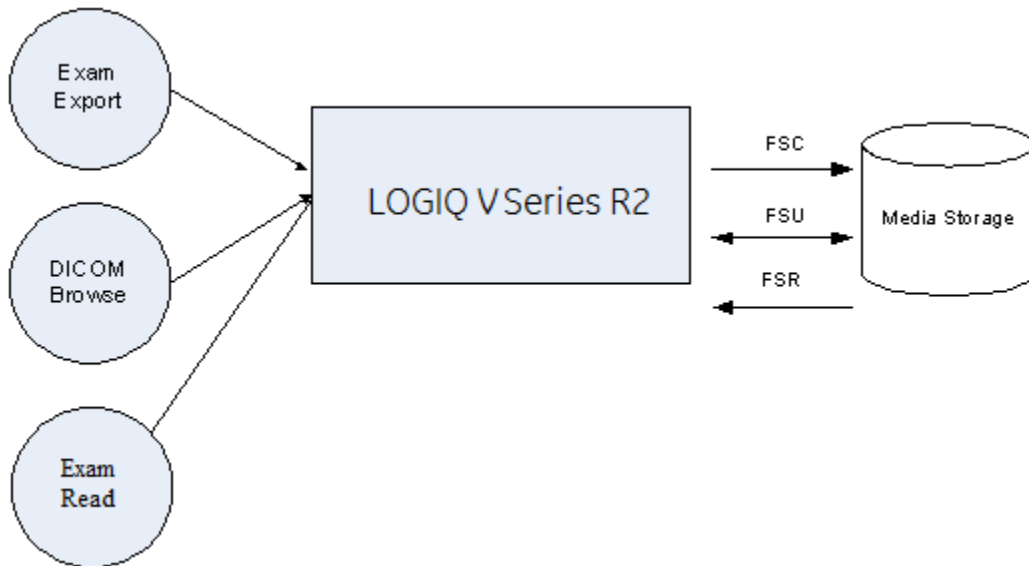 Exam
Export
DICOM
Browse
Exam
Read
LOGIQ V Series R2
FSC
FSU
FSR
Media Storage